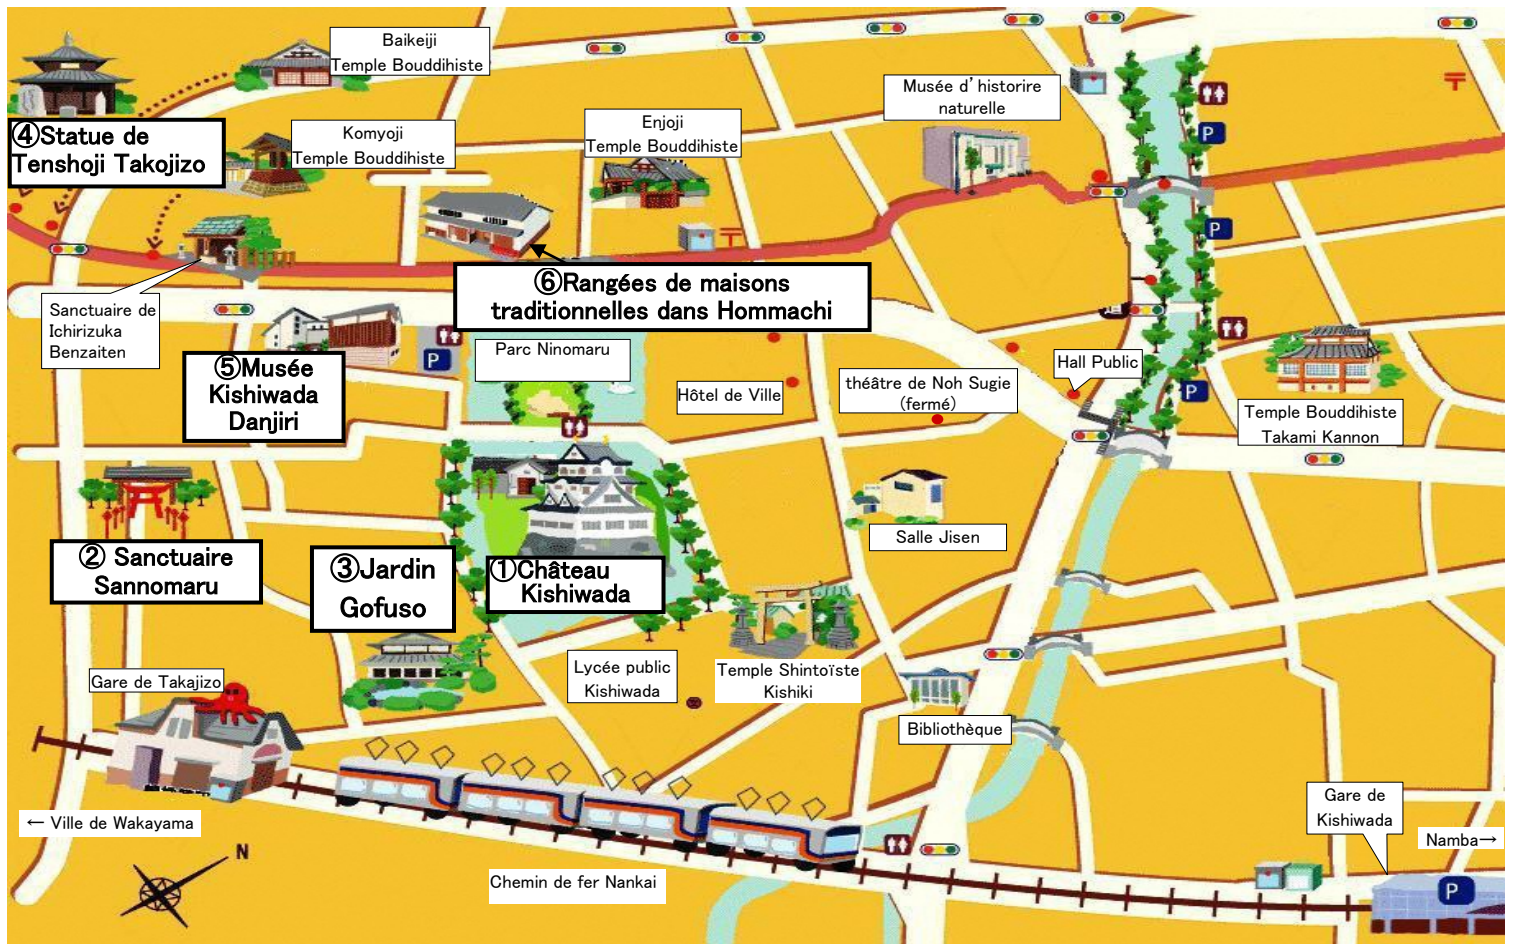 Baikeiji
Temple Bouddihiste
④Statue de
Tenshoji Takojizo
Komyoji
Temple Bouddihiste
Enjoji
Temple Bouddihiste
Musée d'historire
naturelle
⑥Rangées de maisons
traditionnelles dans Hommachi
Sanctuaire de
Ichirizuka
Benzaiten
⑤Musée
Kishiwada
Danjiri
P
P
P
P
Parc Ninomaru
Hôtel de Ville
théâtre de Noh Sugie
(fermé)
Hall Public
Temple Bouddihiste
Takami Kannon
② Sanctuaire
Sannomaru
③Jardin
Gofuso
①Château
Kishiwada
Salle Jisen
Gare de Takajizo
Lycée public
Kishiwada
Temple Shintoïste
Kishiki
Bibliothèque
← Ville de Wakayama
N
Chemin de fer Nankai
Gare de
Kishiwada
Namba→
P